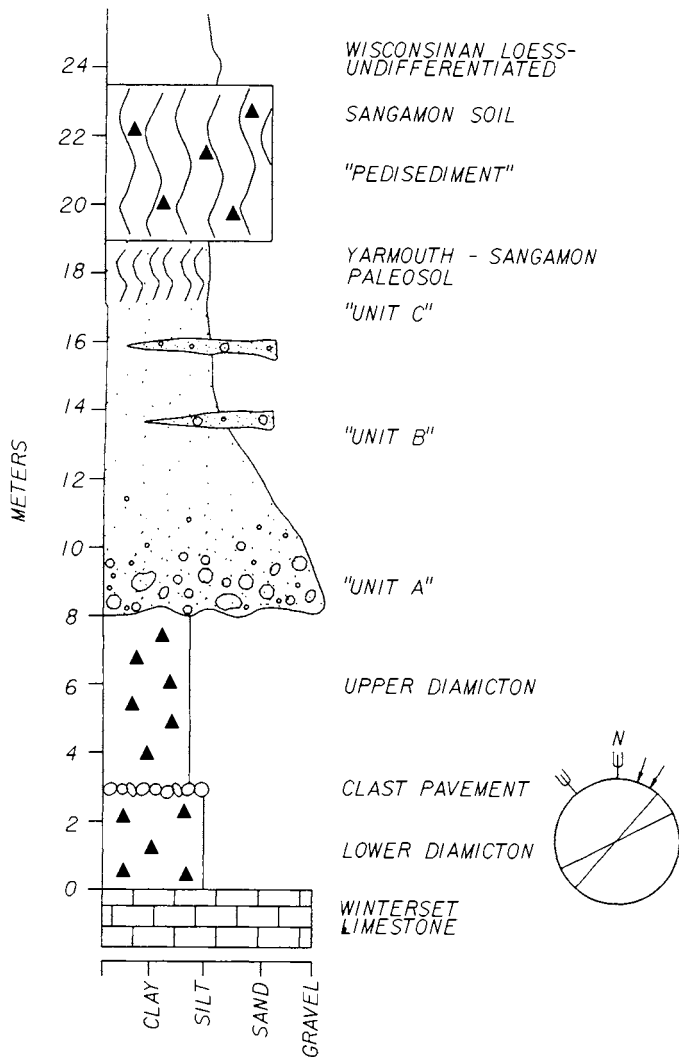 24
22
20
18
16
14
12
10
8
6
4
2
0
METERS
WISCONSINAN LOESS-
UNDIFFERENTIATED
SANGAMON SOIL
"PEDISEDIMENT"
YARMOUTH - SANGAMON
PALEOSOL
"UNIT C"
"UNIT B"
"UNIT A"
UPPER DIAMICTON
N
CLAST PAVEMENT
LOWER DIAMICTON
WINTERSET
LIMESTONE
CLAY
SILT
SAND
GRAVEL